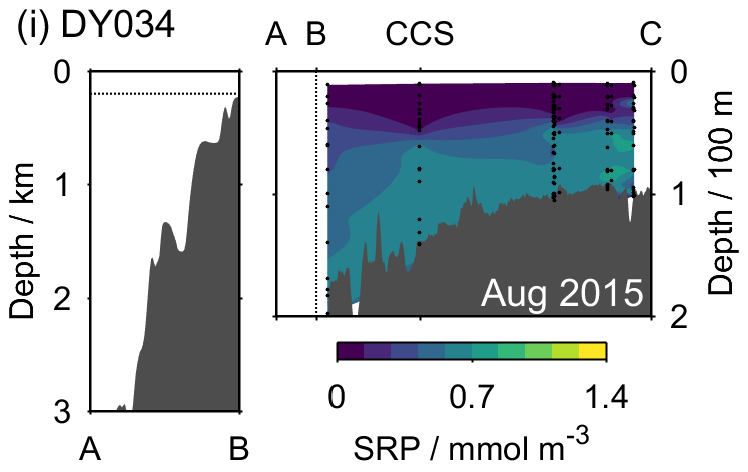 (i) DY034
A B CCS C
0
1
2
3
Depth / km
A B
0
1
2
Depth / 100 m
Aug 2015
0 0.7 1.4
SRP / mmol m⁻³